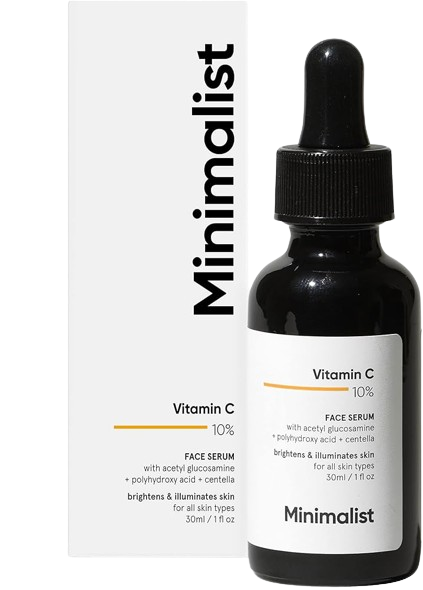 Minimalist
Vitamin C
10%
FACE SERUM
with acetyl glucosamine
+ polyhydroxy acid + centella
brightens & illuminates skin
for all skin types
30ml / 1 fl oz
Vitamin C
10%
FACE SERUM
with acetyl glucosamine
+ polyhydroxy acid + centella
brightens & illuminates skin
for all skin types
30ml / 1 fl oz
Minimalist